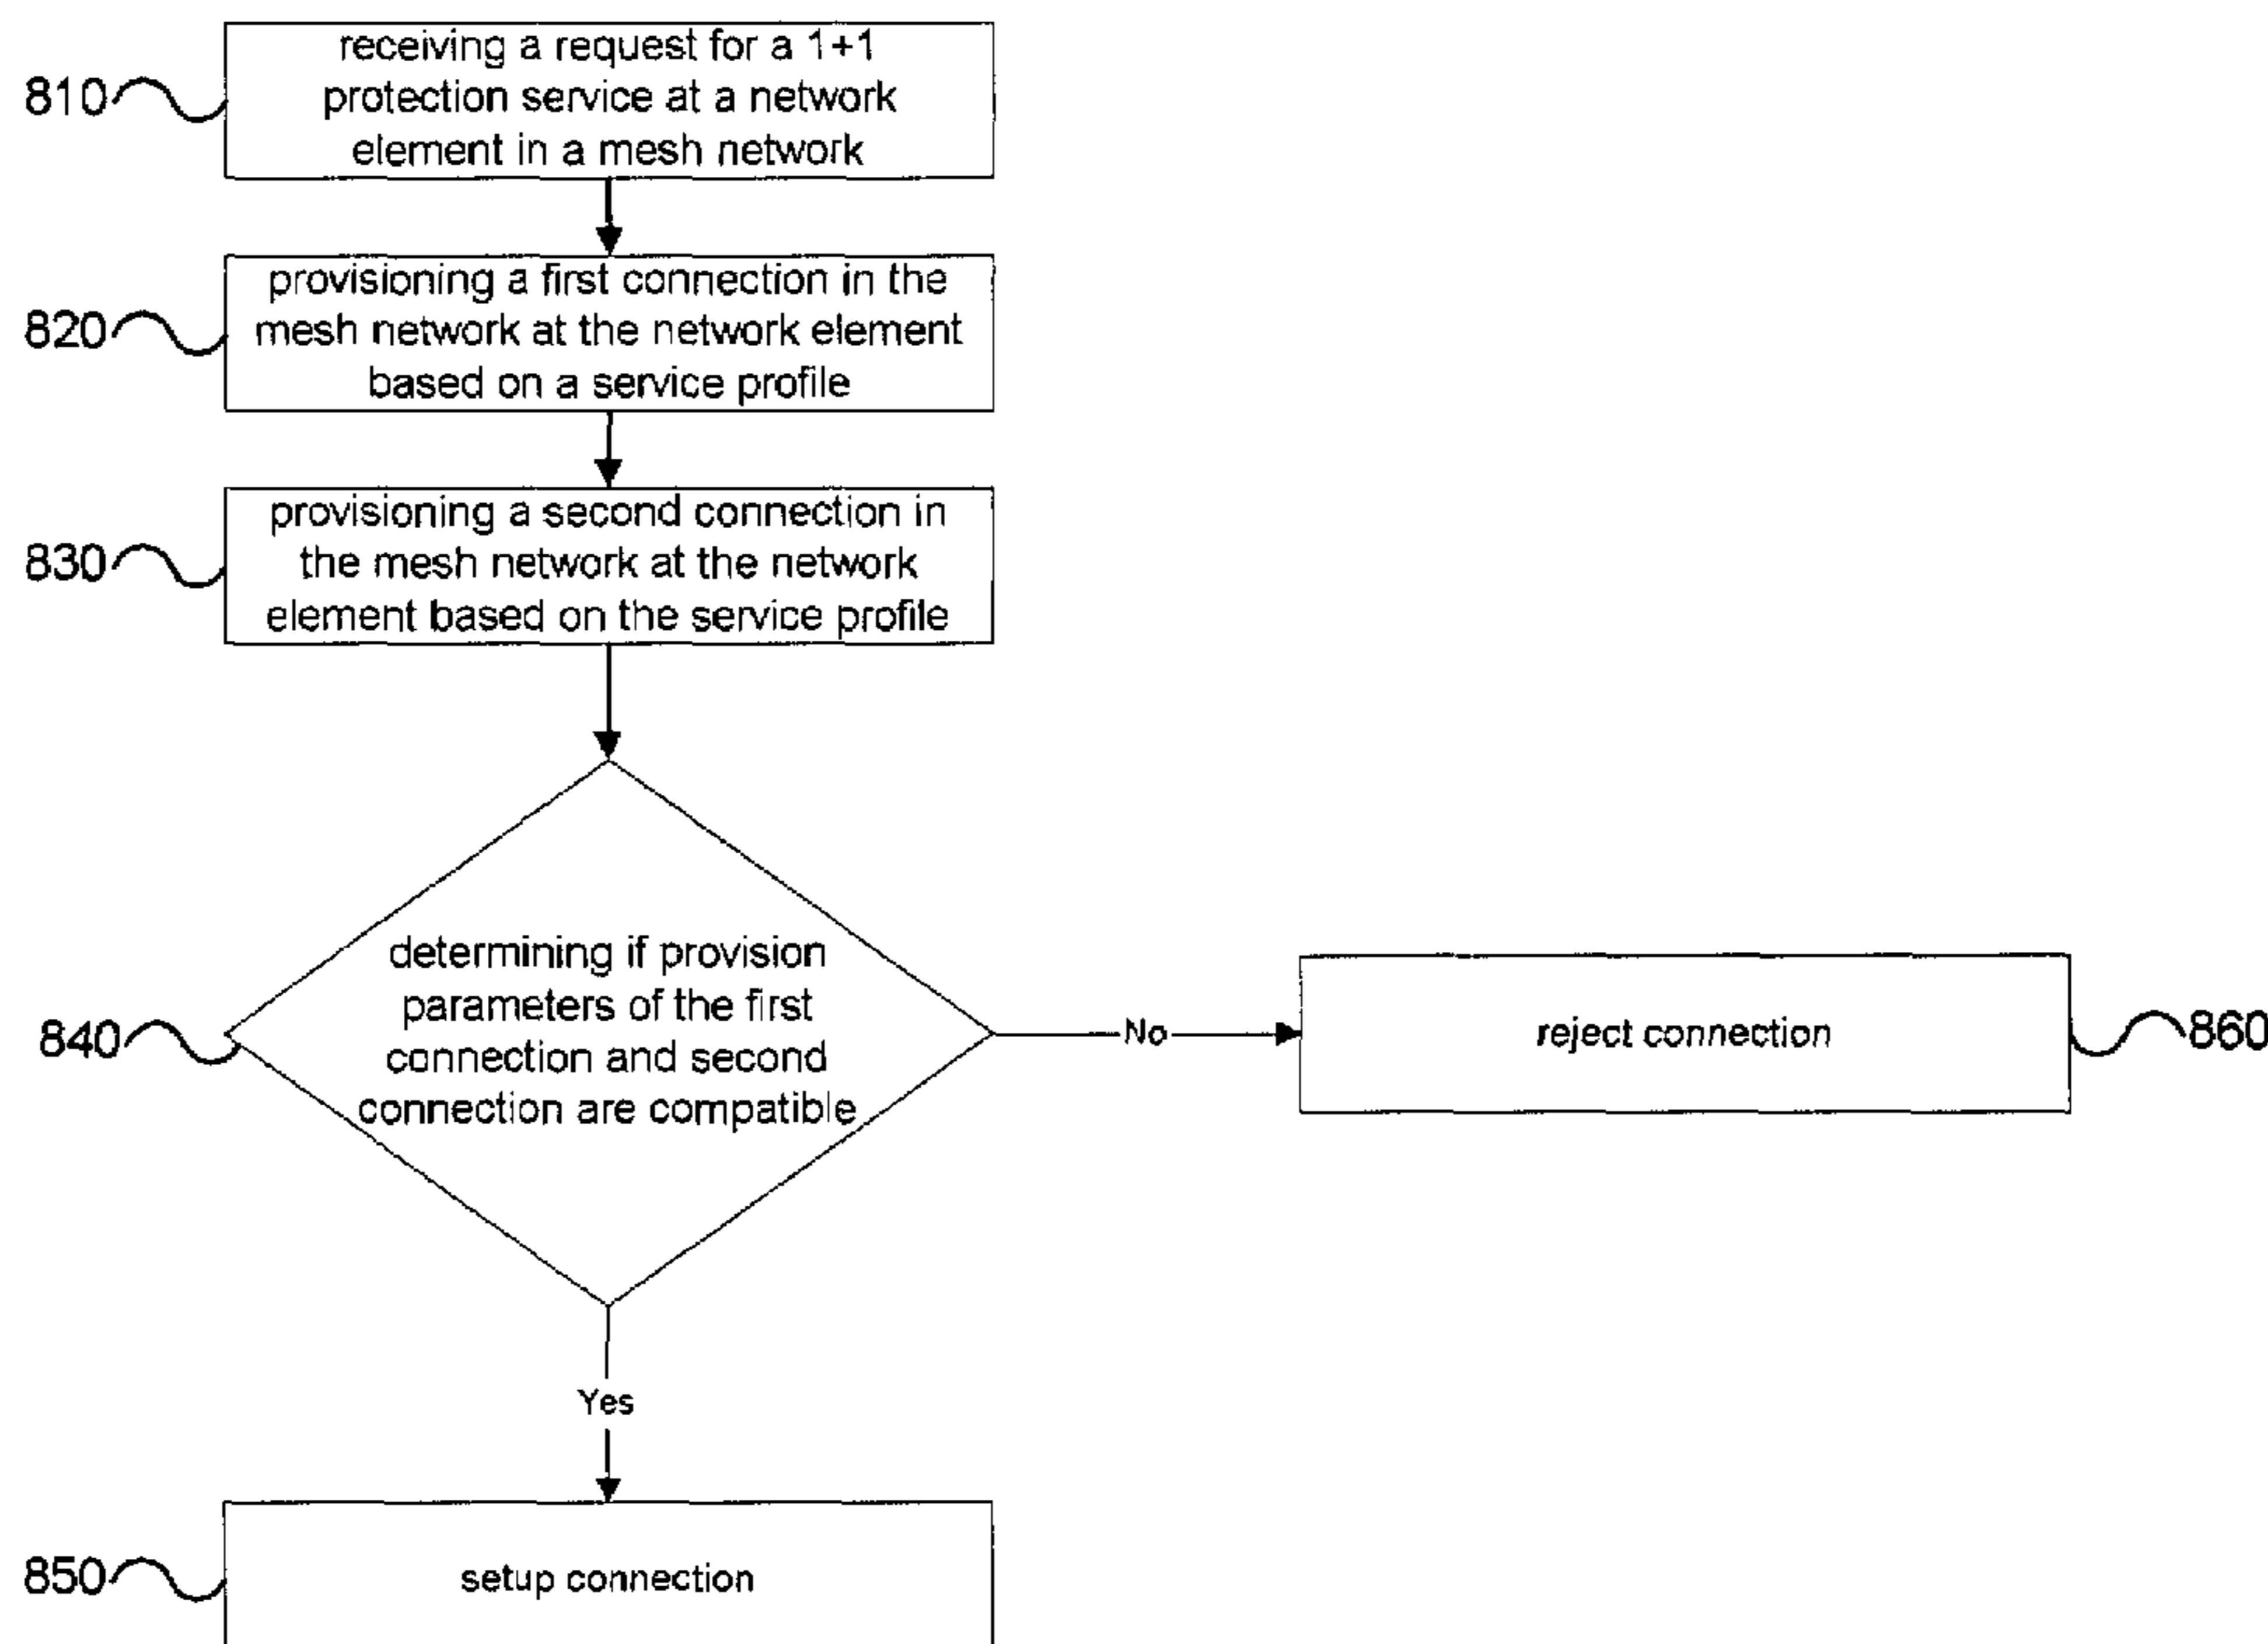 receiving a request for a 1+1
810
protection service at a network
element in a mesh network
provisioning a first connection in the
820
mesh network at the network element
based on a service profile
provisioning a second connection in
830
the mesh network at the network
element based on the service profile
determining if provision
parameters of the first
840
connection and second
connection are compatible
No
reject connection
860
Yes
850
setup connection